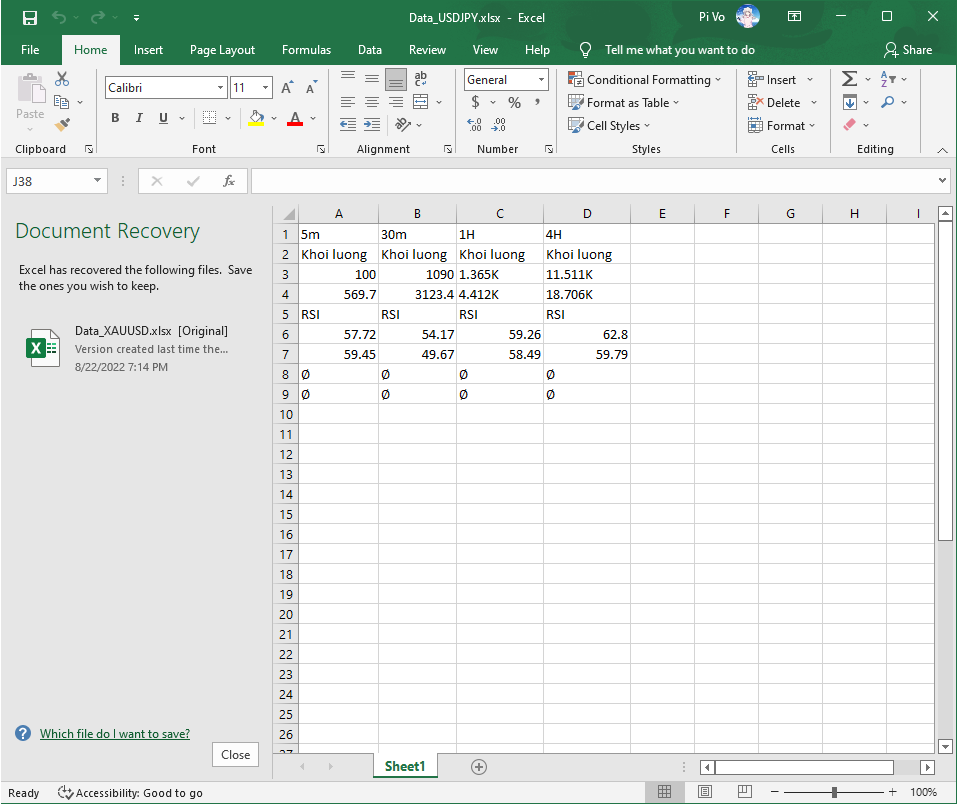 Data_USDJPY.xlsx - Excel
Pi Vo
File Home Insert Page Layout Formulas Data Review View Help Tell me what you want to do Share
Paste
Calibri 11
B I U
A A
ab
General
$ % ,
Conditional Formatting
Format as Table
Cell Styles
Insert
Delete
Format
Clipboard Font Alignment Number Styles Cells Editing
J38 fx
Document Recovery
Excel has recovered the following files. Save
the ones you wish to keep.
Data_XAUUSD.xlsx [Original]
Version created last time the...
8/22/2022 7:14 PM
Which file do I want to save?
Close
A B C D E F G H I
1 5m 30m 1H 4H
2 Khoi luong Khoi luong Khoi luong Khoi luong
3 100 1090 1.365K 11.511K
4 569.7 3123.4 4.412K 18.706K
5 RSI RSI RSI RSI
6 57.72 54.17 59.26 62.8
7 59.45 49.67 58.49 59.79
8 Ø Ø Ø Ø
9 Ø Ø Ø Ø
10
11
12
13
14
15
16
17
18
19
20
21
22
23
24
25
26
27
Sheet1
Ready Accessibility: Good to go 100%